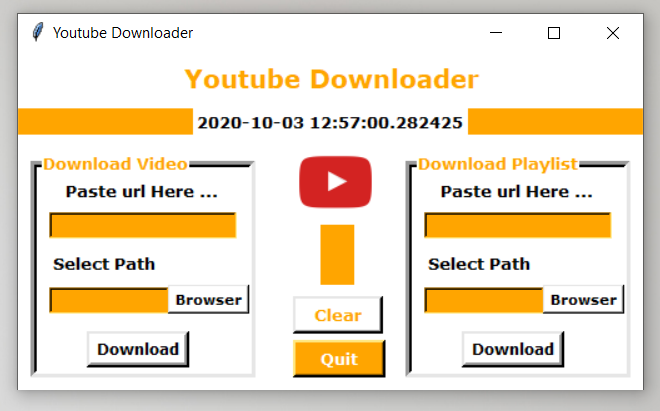 Youtube Downloader
Youtube Downloader
2020-10-03 12:57:00.282425
Download Video
Paste url Here ...
Select Path
Browser
Download
Clear
Quit
Download Playlist
Paste url Here ...
Select Path
Browser
Download